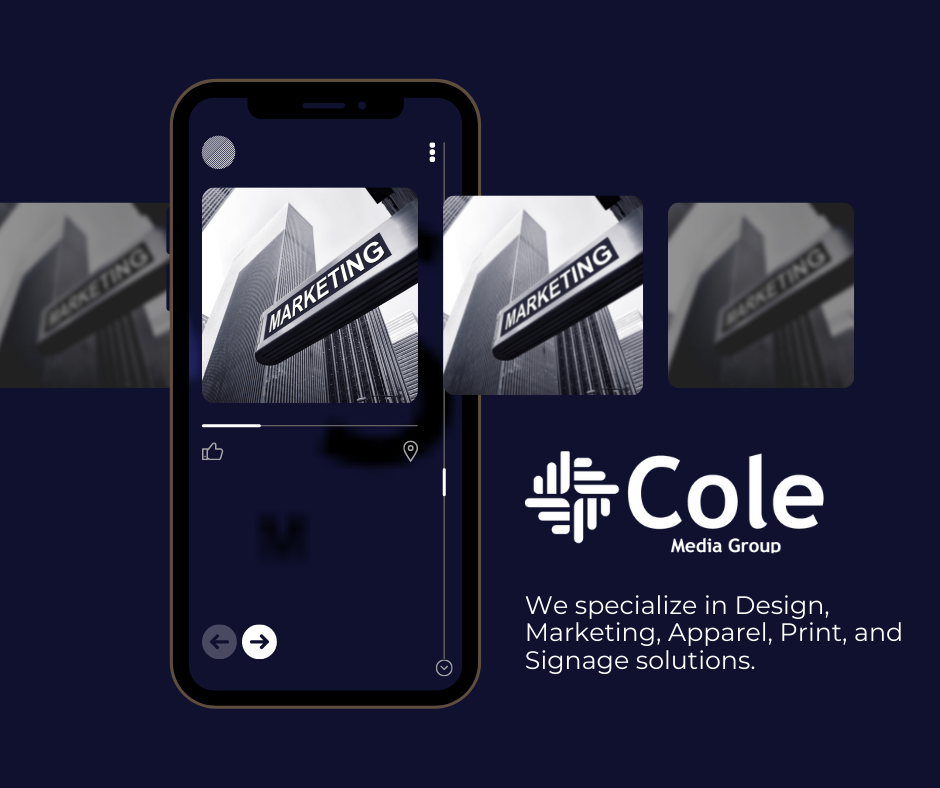 MARKETING
MARKETING
MARKETING
MARKETING
Cole
Media Group
M
We specialize in Design,
Marketing, Apparel, Print, and
Signage solutions.